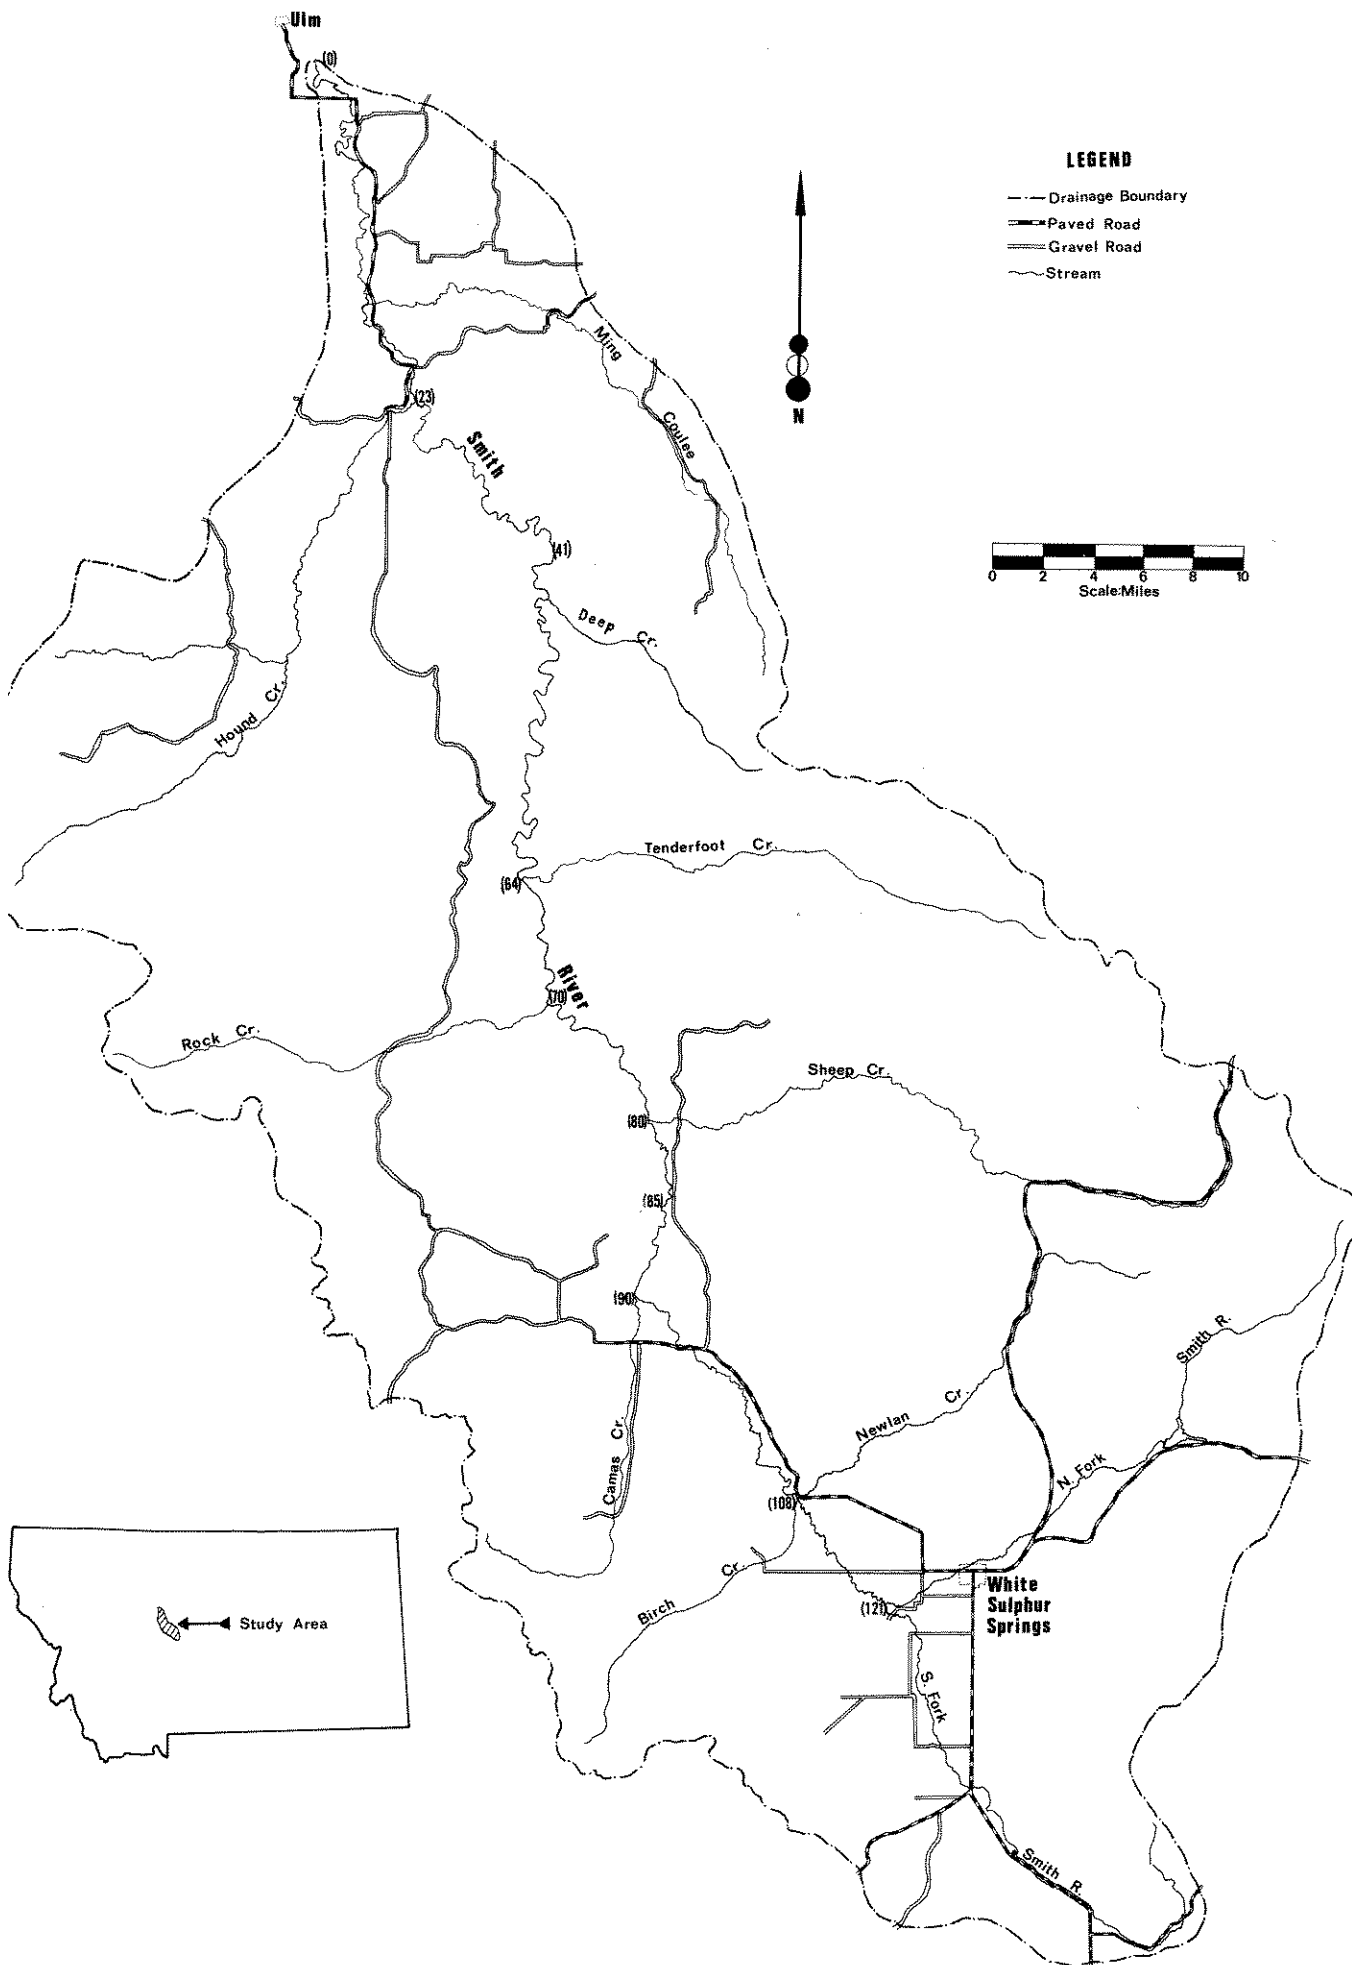 Ulm
(0)
LEGEND
Drainage Boundary
Paved Road
Gravel Road
Stream
Ming
Coulee
N
(23)
Smith
(41)
0 2 4 6 8 10
Scale:Miles
Deep Cr.
Hound Cr.
Tenderfoot Cr.
(64)
River
(70)
Rock Cr.
Sheep Cr.
(80)
(85)
(90)
Smith R.
Newlan Cr.
Camas Cr.
N. Fork
(108)
Birch Cr.
White
Sulphur
Springs
(121)
Study Area
S. Fork
Smith R.